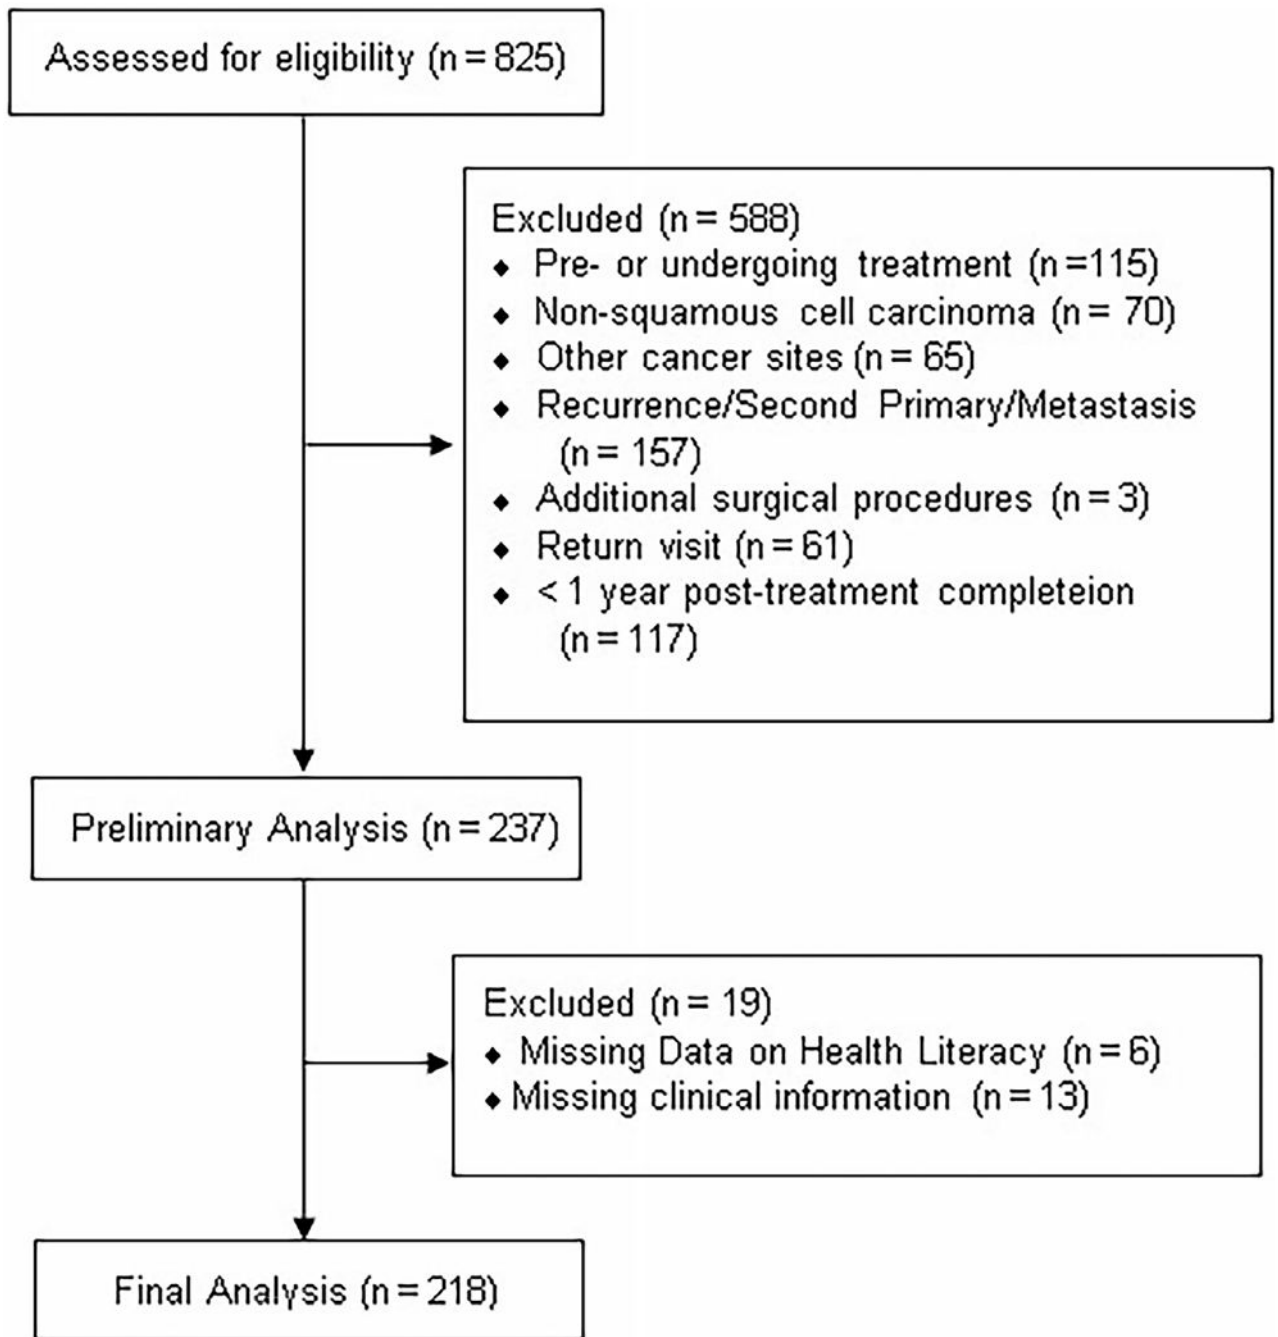 Assessed for eligibility (n = 825)
Excluded (n = 588)
♦ Pre- or undergoing treatment (n =115)
♦ Non-squamous cell carcinoma (n = 70)
♦ Other cancer sites (n = 65)
♦ Recurrence/Second Primary/Metastasis
(n = 157)
♦ Additional surgical procedures (n = 3)
♦ Return visit (n = 61)
♦ < 1 year post-treatment completeion
(n = 117)
Preliminary Analysis (n = 237)
Excluded (n = 19)
♦ Missing Data on Health Literacy (n = 6)
♦ Missing clinical information (n = 13)
Final Analysis (n = 218)